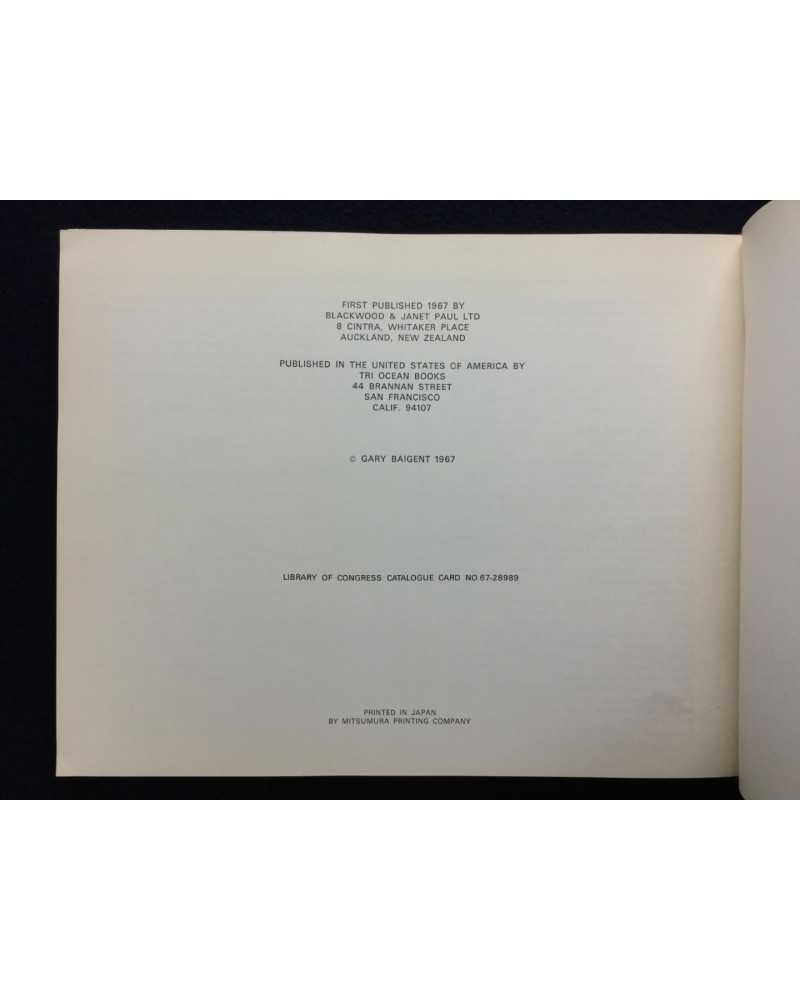 FIRST PUBLISHED 1967 BY
BLACKWOOD & JANET PAUL LTD
8 CINTRA, WHITAKER PLACE
AUCKLAND, NEW ZEALAND
PUBLISHED IN THE UNITED STATES OF AMERICA BY
TRI OCEAN BOOKS
44 BRANNAN STREET
SAN FRANCISCO
CALIF. 94107
© GARY BAIGENT 1967
LIBRARY OF CONGRESS CATALOGUE CARD NO.67-28989
PRINTED IN JAPAN
BY MITSUMURA PRINTING COMPANY